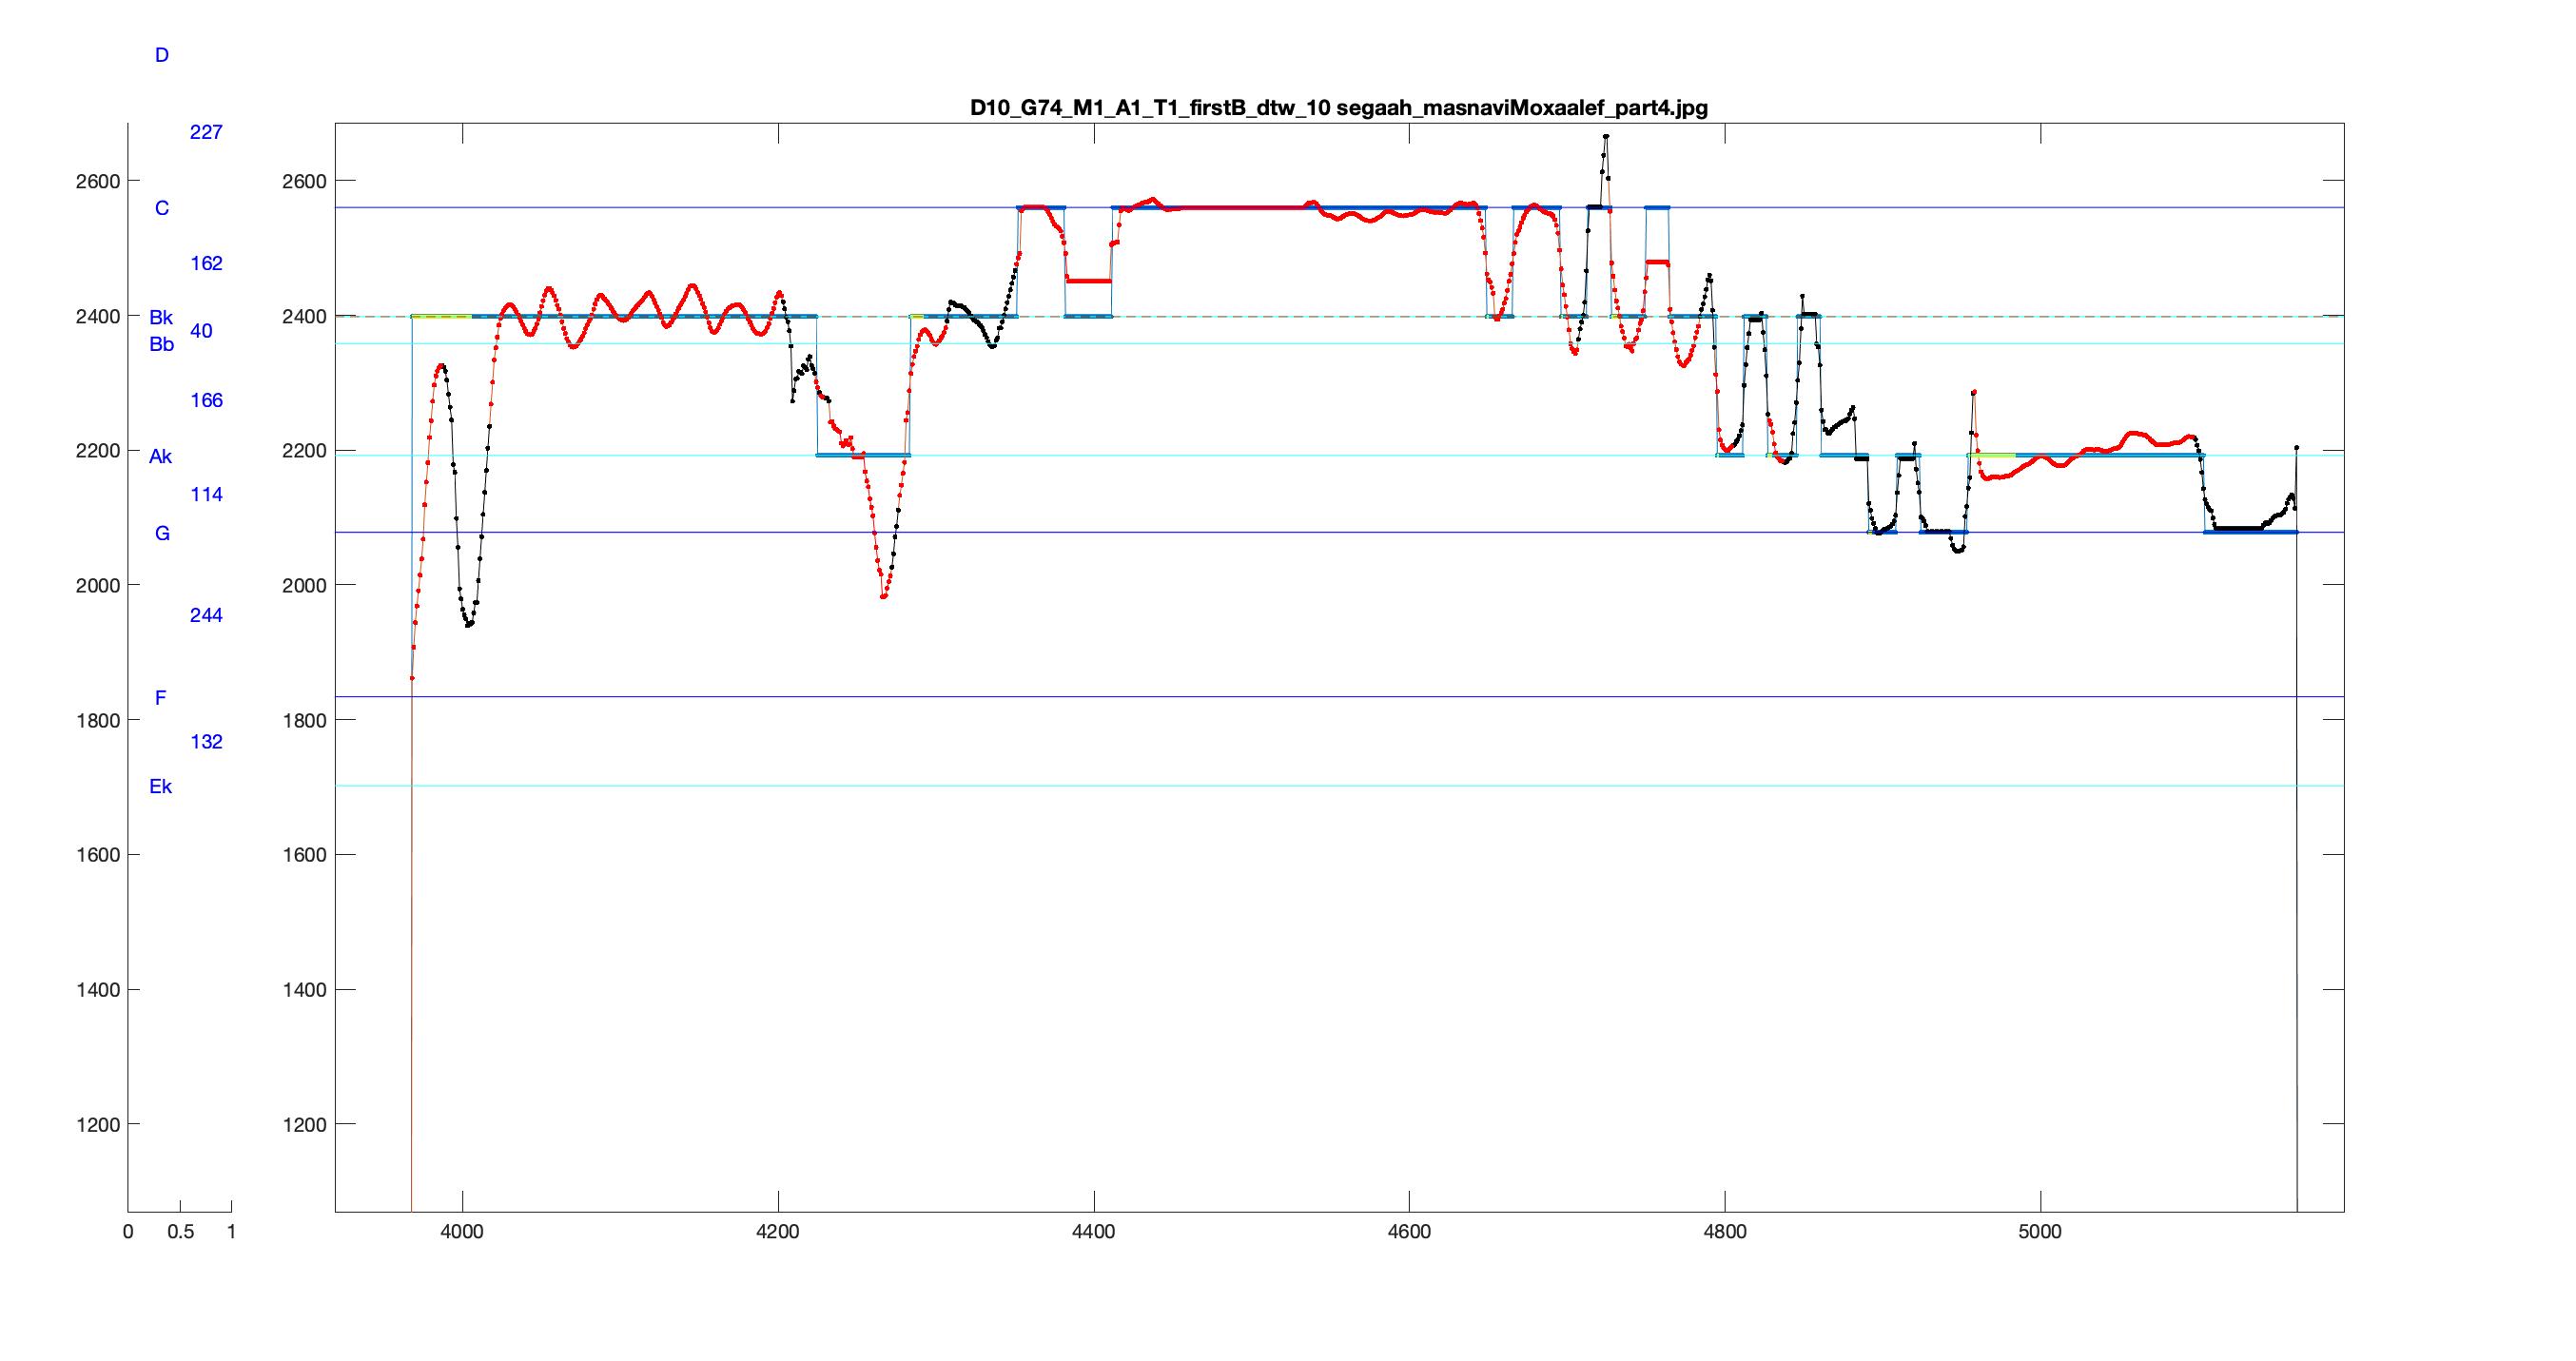 D
D10_G74_M1_A1_T1_firstB_dtw_10 segaah_masnaviMoxaalef_part4.jpg
227
2600 2600
C
162
2400 Bk 2400
40
Bb
166
2200 Ak 2200
114
G
2000 2000
244
F
1800 1800
132
Ek
1600 1600
1400 1400
1200 1200
0 0.5 1 4000 4200 4400 4600 4800 5000